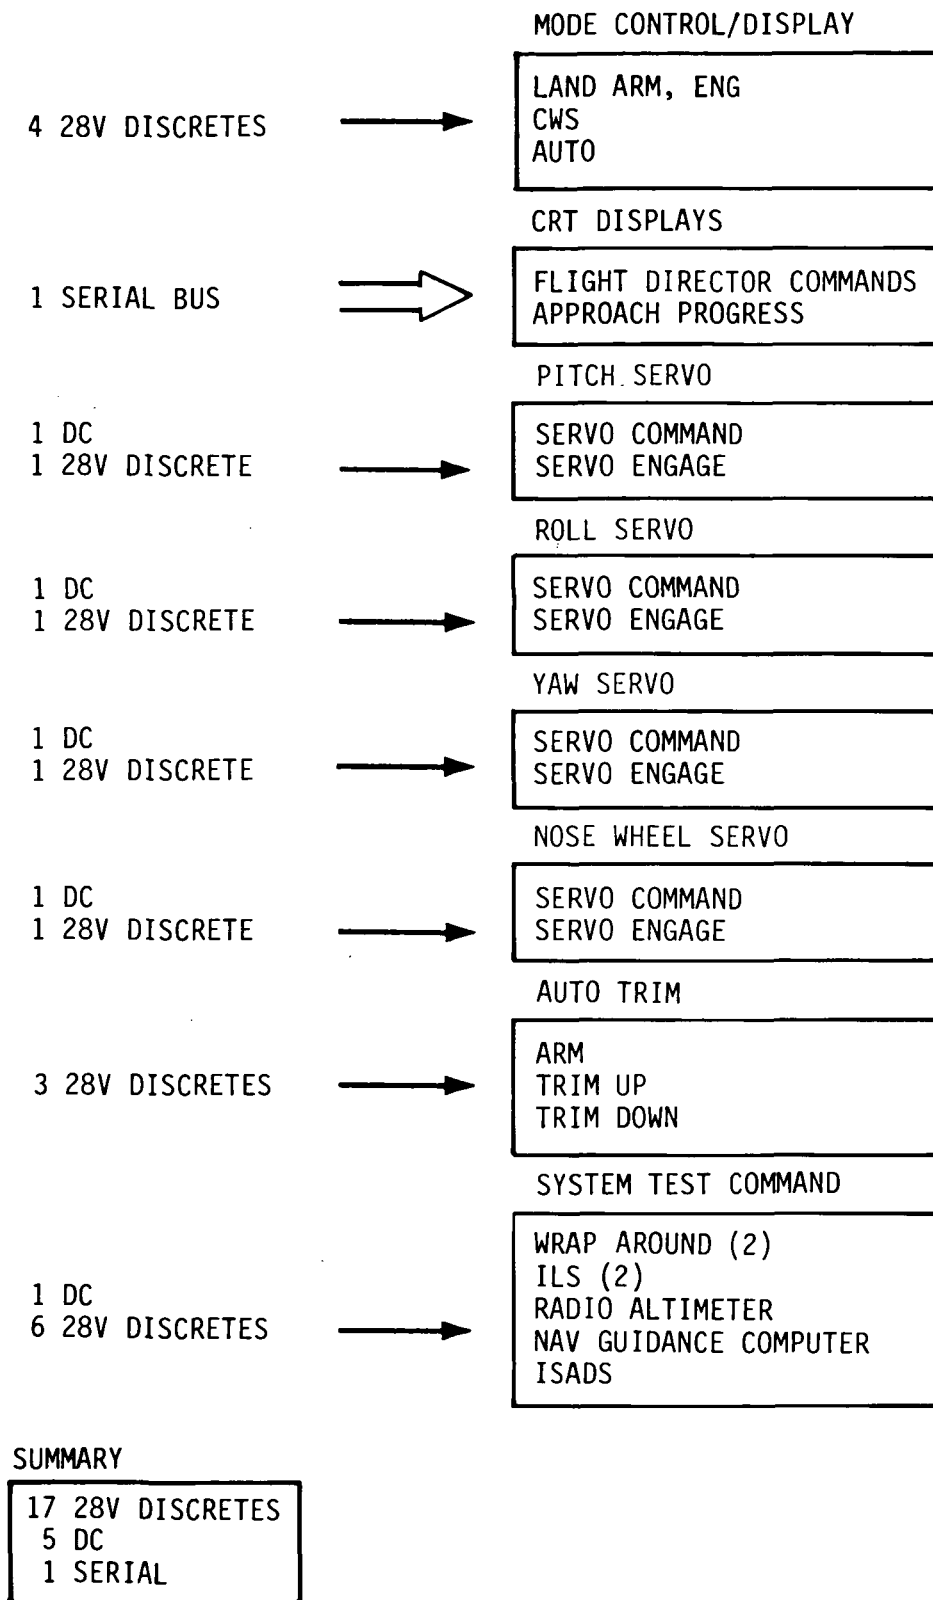 MODE CONTROL/DISPLAY
4 28V DISCRETES
LAND ARM, ENG
CWS
AUTO
CRT DISPLAYS
1 SERIAL BUS
FLIGHT DIRECTOR COMMANDS
APPROACH PROGRESS
PITCH SERVO
1 DC
1 28V DISCRETE
SERVO COMMAND
SERVO ENGAGE
ROLL SERVO
1 DC
1 28V DISCRETE
SERVO COMMAND
SERVO ENGAGE
YAW SERVO
1 DC
1 28V DISCRETE
SERVO COMMAND
SERVO ENGAGE
NOSE WHEEL SERVO
1 DC
1 28V DISCRETE
SERVO COMMAND
SERVO ENGAGE
AUTO TRIM
3 28V DISCRETES
ARM
TRIM UP
TRIM DOWN
SYSTEM TEST COMMAND
1 DC
6 28V DISCRETES
WRAP AROUND (2)
ILS (2)
RADIO ALTIMETER
NAV GUIDANCE COMPUTER
ISADS
SUMMARY
17 28V DISCRETES
5 DC
1 SERIAL